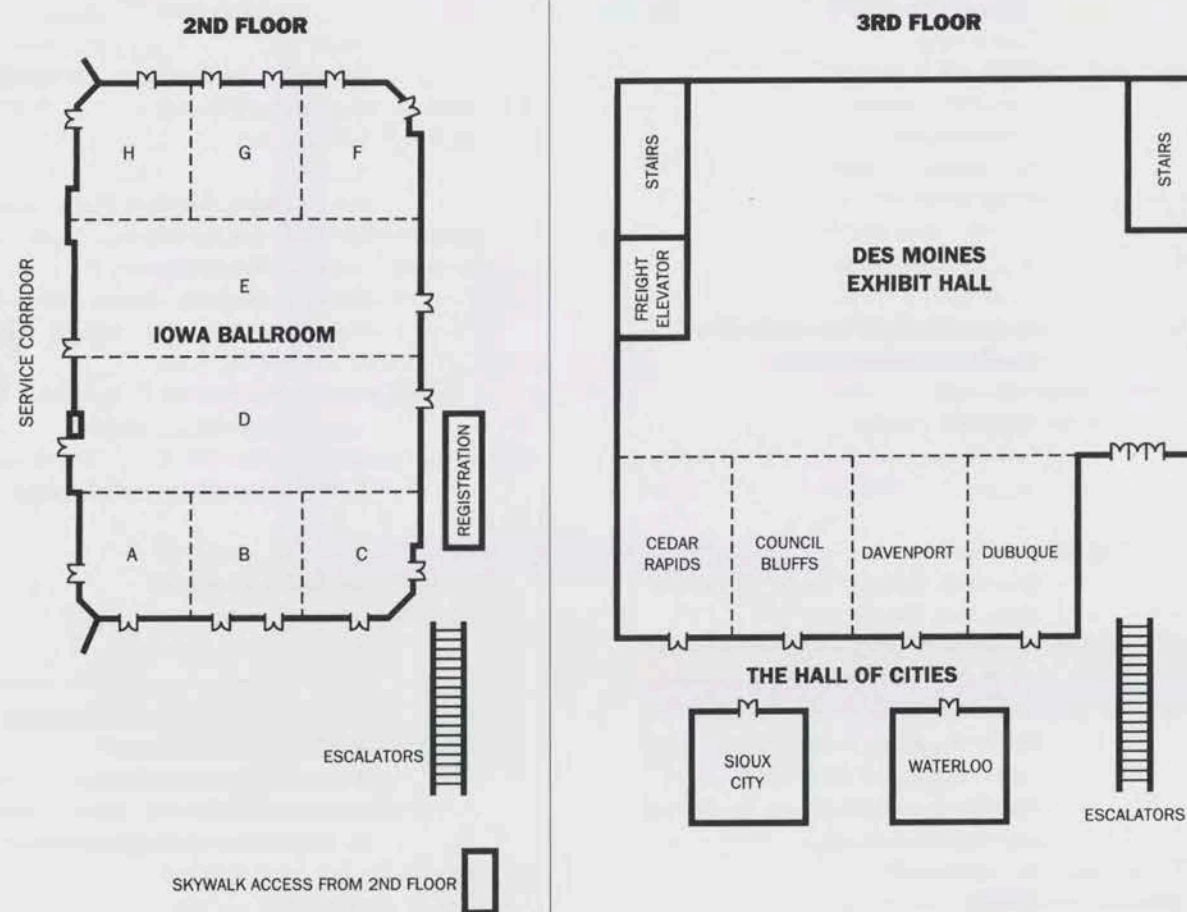 2ND FLOOR
H
G
F
E
SERVICE CORRIDOR
IOWA BALLROOM
D
REGISTRATION
A
B
C
ESCALATORS
SKYWALK ACCESS FROM 2ND FLOOR
3RD FLOOR
STAIRS
STAIRS
FREIGHT
ELEVATOR
DES MOINES
EXHIBIT HALL
CEDAR
RAPIDS
COUNCIL
BLUFFS
DAVENPORT
DUBUQUE
THE HALL OF CITIES
SIOUX
CITY
WATERLOO
ESCALATORS